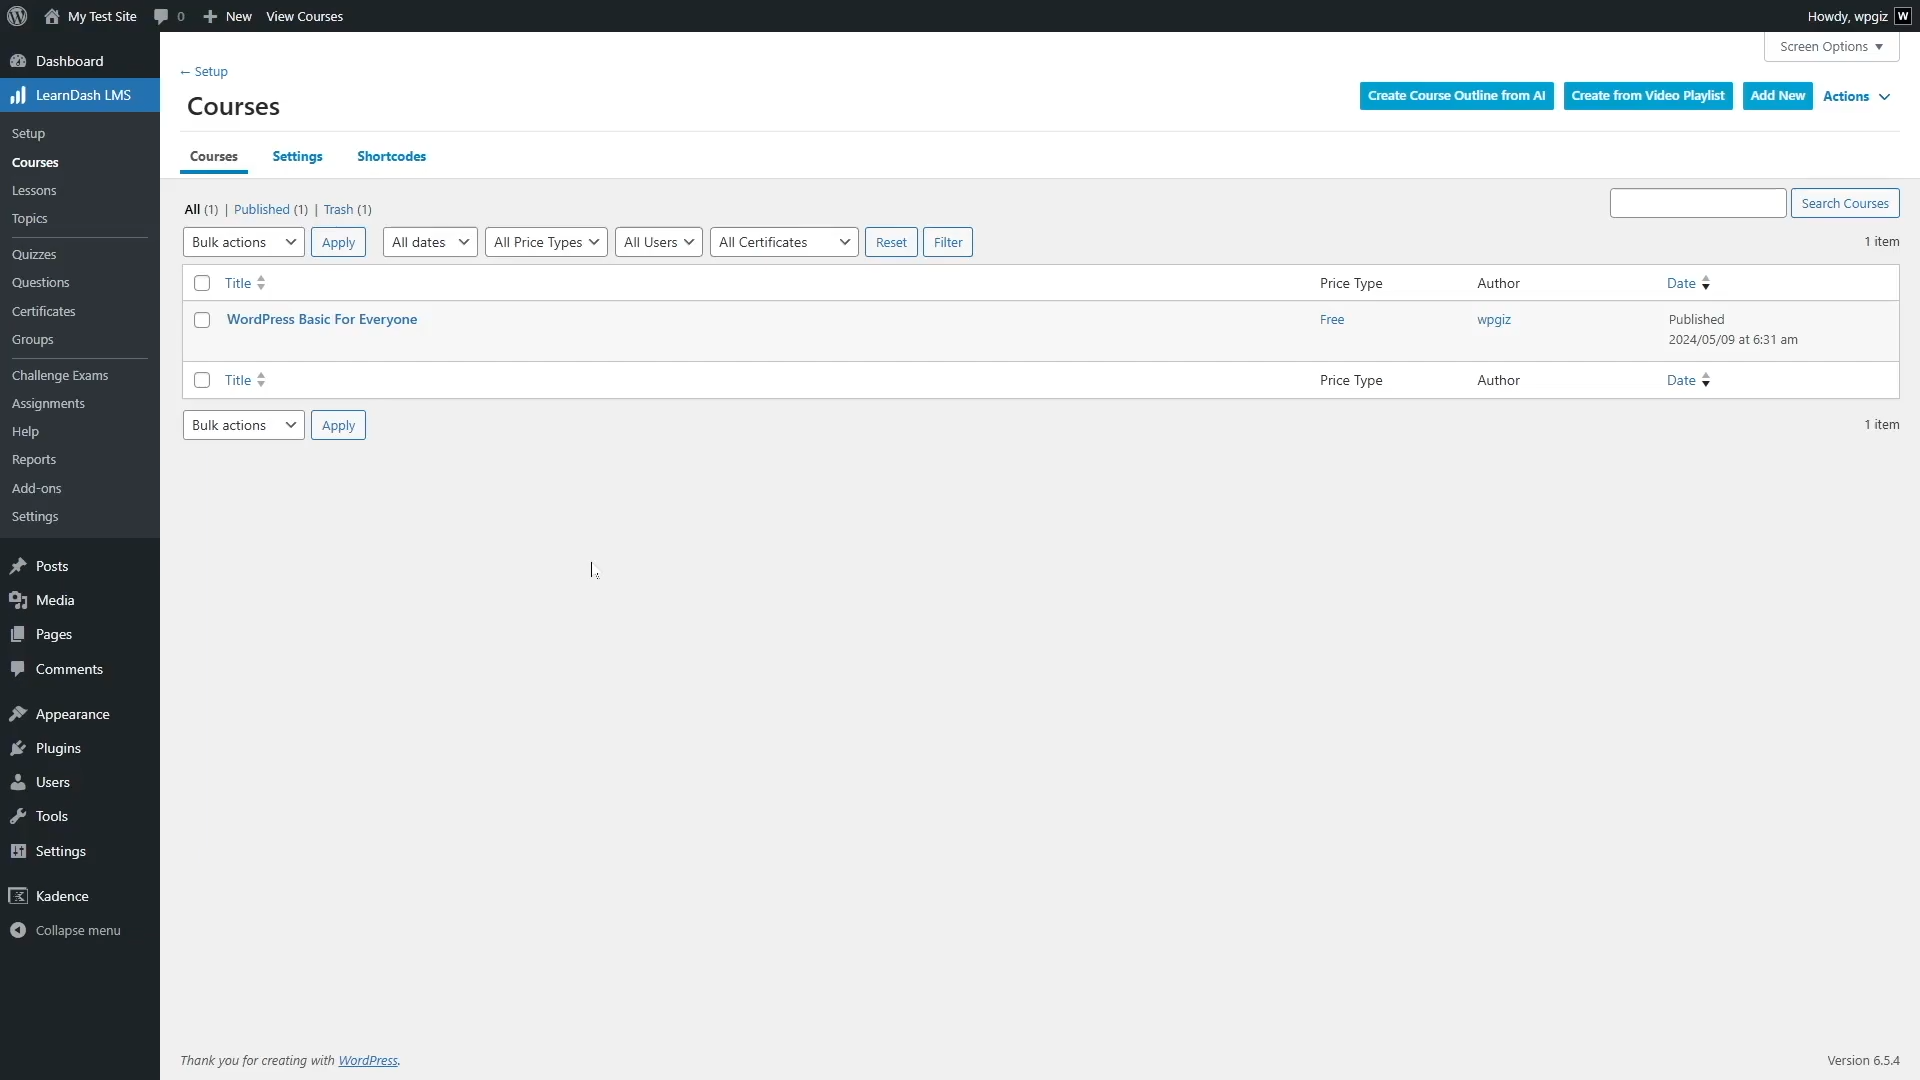 My Test Site 0 New View Courses Howdy, wpgiz W
Screen Options
Dashboard
LearnDash LMS
Setup
Courses
Lessons
Topics
Quizzes
Questions
Certificates
Groups
Challenge Exams
Assignments
Help
Reports
Add-ons
Settings
Posts
Media
Pages
Comments
Appearance
Plugins
Users
Tools
Settings
Kadence
Collapse menu
← Setup
Courses
Create Course Outline from AI Create from Video Playlist Add New Actions
Courses Settings Shortcodes
All (1) | Published (1) | Trash (1)
Search Courses
Bulk actions Apply All dates All Price Types All Users All Certificates Reset Filter 1 item
Title Price Type Author Date
WordPress Basic For Everyone Free wpgiz Published
2024/05/09 at 6:31 am
Title Price Type Author Date
Bulk actions Apply 1 item
Thank you for creating with WordPress. Version 6.5.4